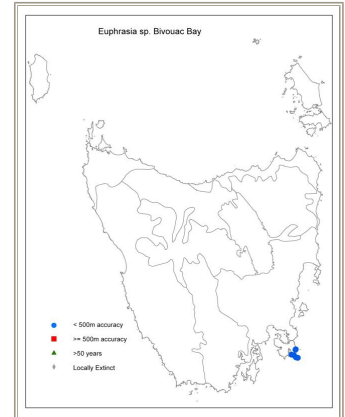 Euphrasia sp. Bivouac Bay
< 500m accuracy
>= 500m accuracy
>50 years
Locally Extinct